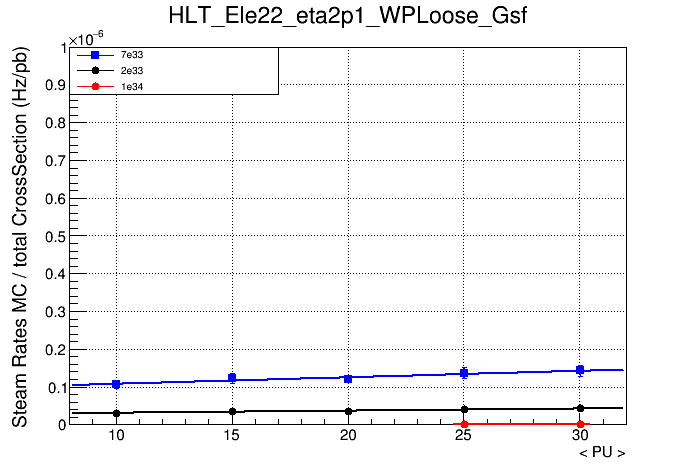 HLT_Ele22_eta2p1_WPLoose_Gsf
×10⁻⁶
Steam Rates MC / total CrossSection (Hz/pb)
1
0.9
0.8
0.7
0.6
0.5
0.4
0.3
0.2
0.1
0
7e33
2e33
1e34
10 15 20 25 30
< PU >